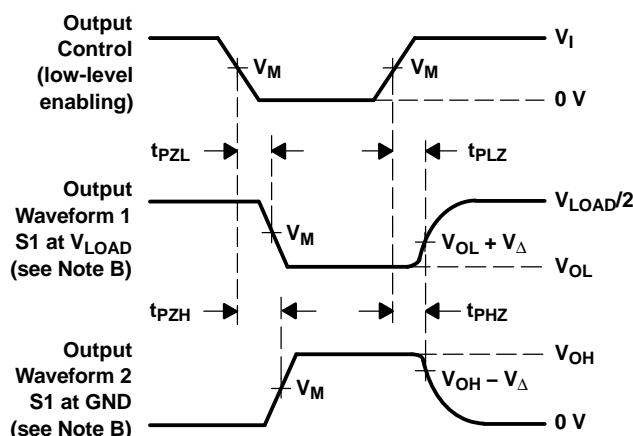 Output
Control
(low-level
enabling)
V_M
V_M
V_I
0 V
t_PZL
t_PLZ
Output
Waveform 1
S1 at V_LOAD
(see Note B)
V_M
V_LOAD/2
V_OL + V_Δ
V_OL
t_PZH
t_PHZ
Output
Waveform 2
S1 at GND
(see Note B)
V_M
V_OH
V_OH – V_Δ
0 V